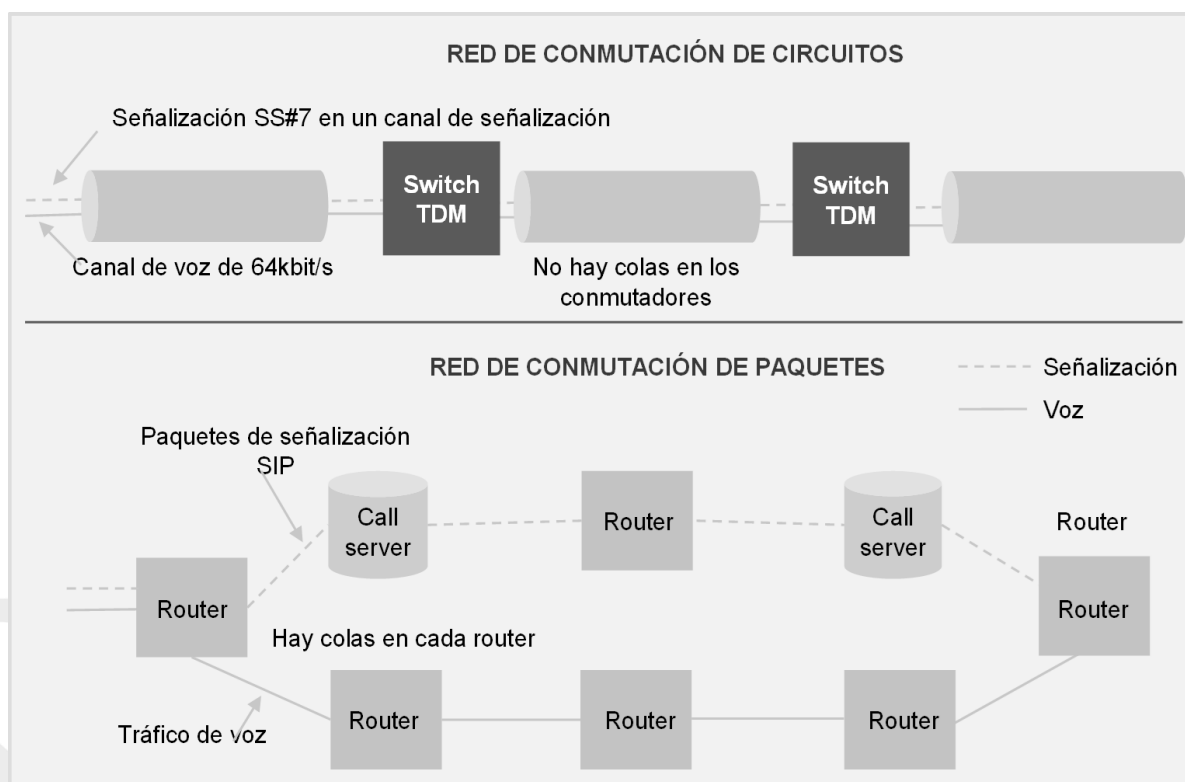 RED DE CONMUTACIÓN DE CIRCUITOS
Señalización SS#7 en un canal de señalización
Switch
TDM
Switch
TDM
Canal de voz de 64kbit/s
No hay colas en los
conmutadores
RED DE CONMUTACIÓN DE PAQUETES
Señalización
Voz
Paquetes de señalización
SIP
Call
server
Router
Call
server
Router
Router
Router
Hay colas en cada router
Tráfico de voz
Router
Router
Router